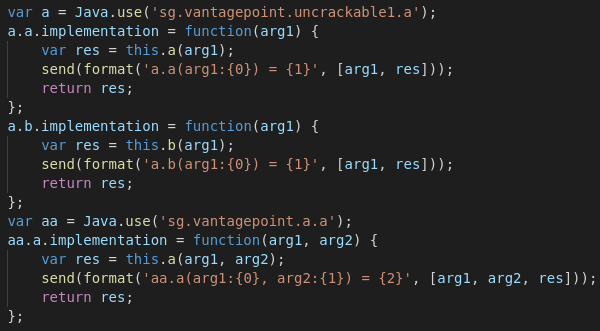 var a = Java.use('sg.vantagepoint.uncrackable1.a');
a.a.implementation = function(arg1) {
    var res = this.a(arg1);
    send(format('a.a(arg1:{0}) = {1}', [arg1, res]));
    return res;
};
a.b.implementation = function(arg1) {
    var res = this.b(arg1);
    send(format('a.b(arg1:{0}) = {1}', [arg1, res]));
    return res;
};
var aa = Java.use('sg.vantagepoint.a.a');
aa.a.implementation = function(arg1, arg2) {
    var res = this.a(arg1, arg2);
    send(format('aa.a(arg1:{0}, arg2:{1}) = {2}', [arg1, arg2, res]));
    return res;
};